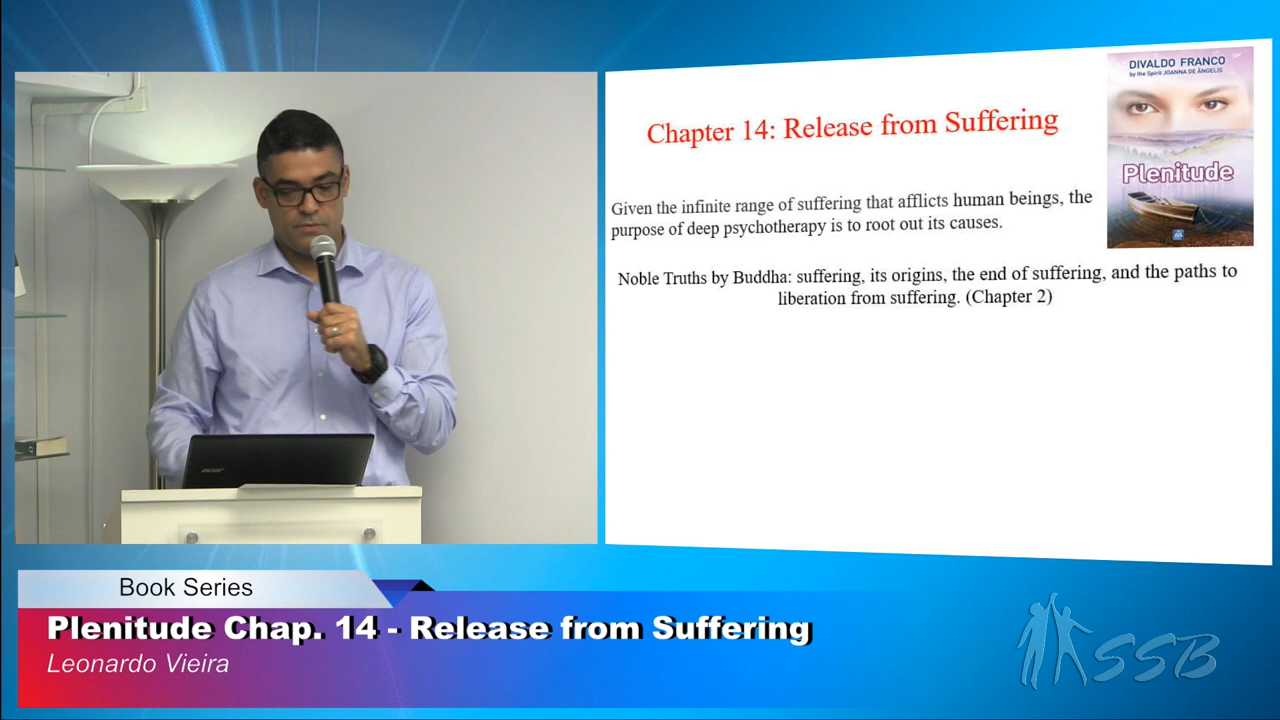 DIVALDO FRANCO
by the Spirit JOANNA DE ÂNGELIS
Plenitude
Chapter 14: Release from Suffering
Given the infinite range of suffering that afflicts human beings, the
purpose of deep psychotherapy is to root out its causes.
Noble Truths by Buddha: suffering, its origins, the end of suffering, and the paths to
liberation from suffering. (Chapter 2)
acer
Book Series
Plenitude Chap. 14 - Release from Suffering
Leonardo Vieira
SSB